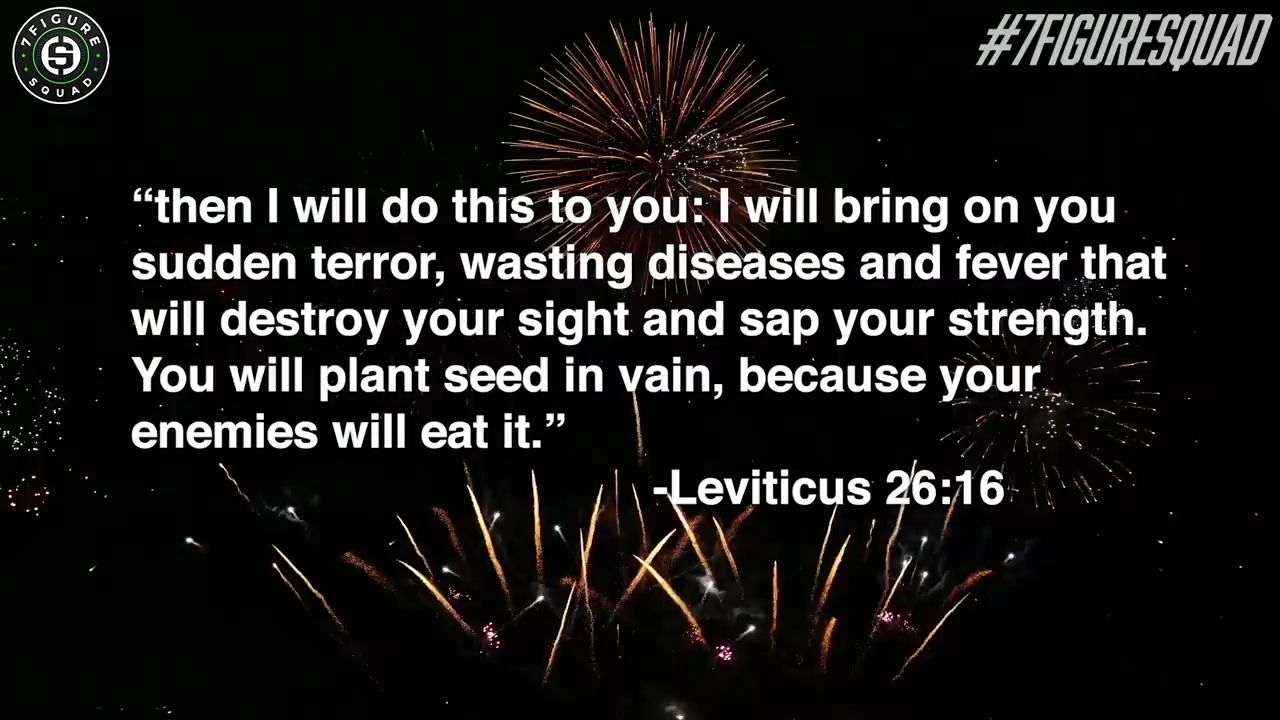 7FIGURE
SQUAD
#7FIGURESQUAD
“then I will do this to you: I will bring on you
sudden terror, wasting diseases and fever that
will destroy your sight and sap your strength.
You will plant seed in vain, because your
enemies will eat it.”
-Leviticus 26:16